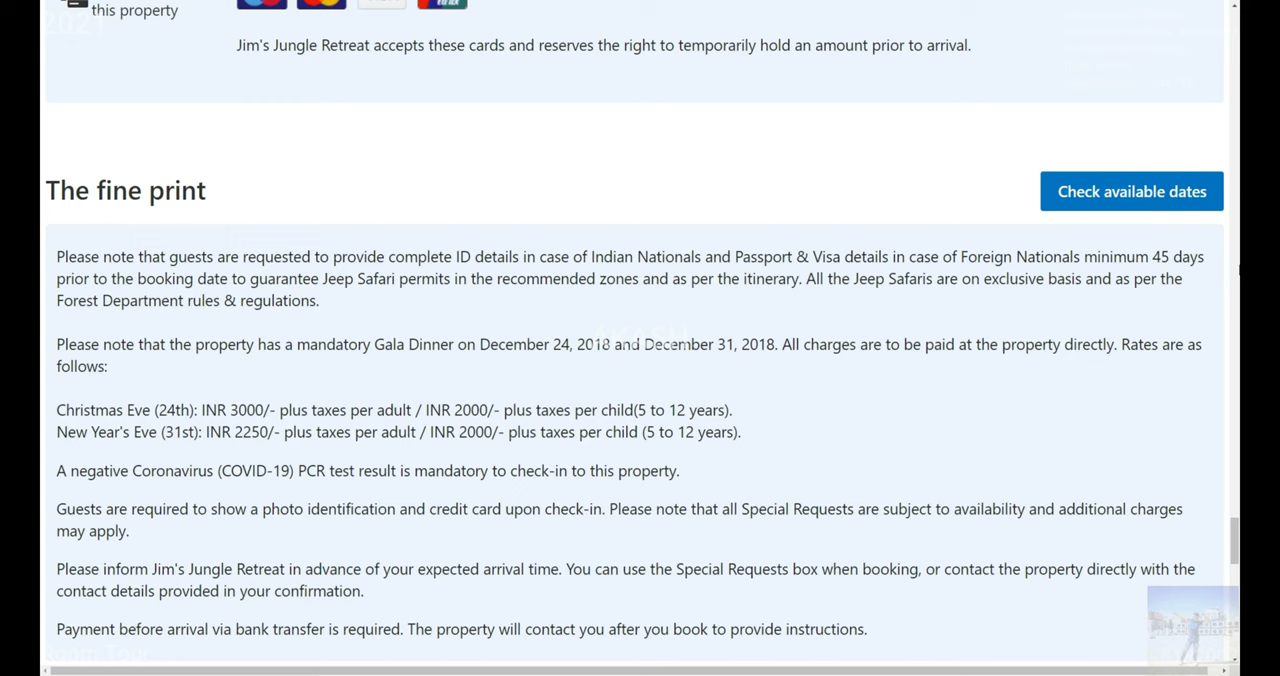 this property
Jim's Jungle Retreat accepts these cards and reserves the right to temporarily hold an amount prior to arrival.
The fine print
Check available dates
Please note that guests are requested to provide complete ID details in case of Indian Nationals and Passport & Visa details in case of Foreign Nationals minimum 45 days
prior to the booking date to guarantee Jeep Safari permits in the recommended zones and as per the itinerary. All the Jeep Safaris are on exclusive basis and as per the
Forest Department rules & regulations.
Please note that the property has a mandatory Gala Dinner on December 24, 2018 and December 31, 2018. All charges are to be paid at the property directly. Rates are as
follows:
Christmas Eve (24th): INR 3000/- plus taxes per adult / INR 2000/- plus taxes per child(5 to 12 years).
New Year's Eve (31st): INR 2250/- plus taxes per adult / INR 2000/- plus taxes per child (5 to 12 years).
A negative Coronavirus (COVID-19) PCR test result is mandatory to check-in to this property.
Guests are required to show a photo identification and credit card upon check-in. Please note that all Special Requests are subject to availability and additional charges
may apply.
Please inform Jim's Jungle Retreat in advance of your expected arrival time. You can use the Special Requests box when booking, or contact the property directly with the
contact details provided in your confirmation.
Payment before arrival via bank transfer is required. The property will contact you after you book to provide instructions.
Room Tour